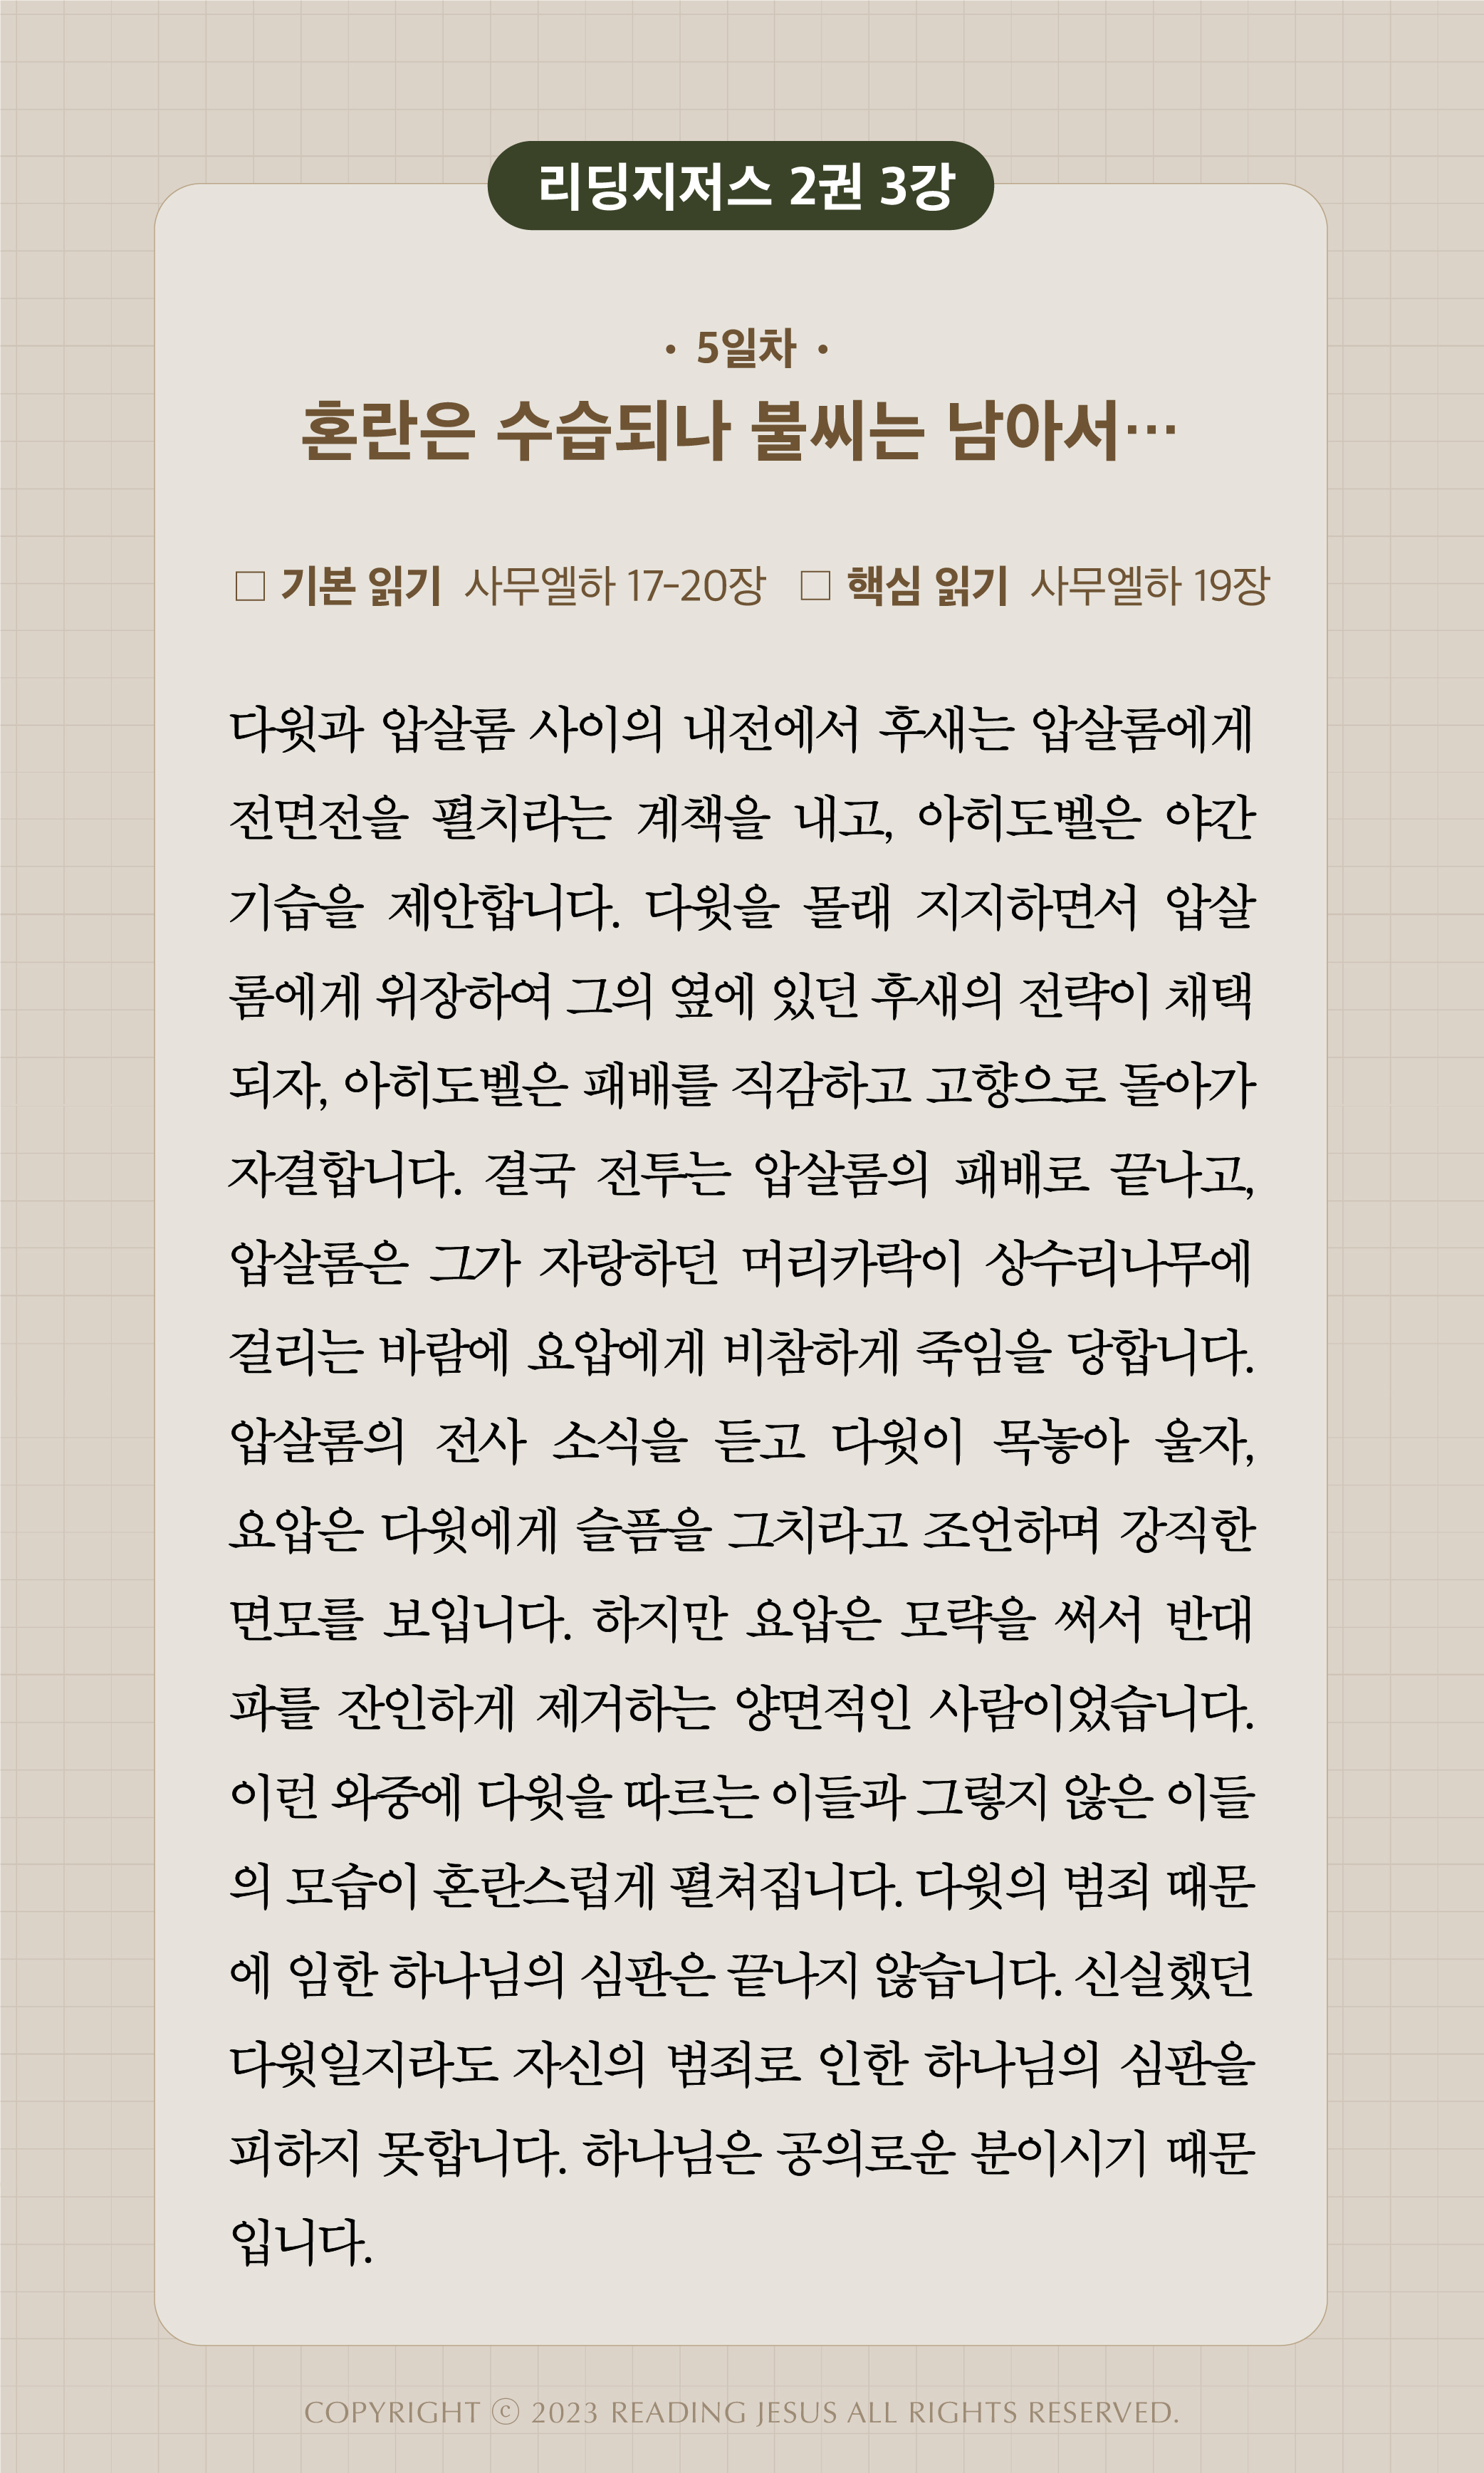 리딩지저스 2권 3강
· 5일차 ·
혼란은 수습되나 불씨는 남아서…
□ 기본 읽기 사무엘하 17-20장 □ 핵심 읽기 사무엘하 19장
다윗과 압살롬 사이의 내전에서 후새는 압살롬에게
전면전을 펼치라는 계책을 내고, 아히도벨은 야간
기습을 제안합니다. 다윗을 몰래 지지하면서 압살
롬에게 위장하여 그의 옆에 있던 후새의 전략이 채택
되자, 아히도벨은 패배를 직감하고 고향으로 돌아가
자결합니다. 결국 전투는 압살롬의 패배로 끝나고,
압살롬은 그가 자랑하던 머리카락이 상수리나무에
걸리는 바람에 요압에게 비참하게 죽임을 당합니다.
압살롬의 전사 소식을 듣고 다윗이 목놓아 울자,
요압은 다윗에게 슬픔을 그치라고 조언하며 강직한
면모를 보입니다. 하지만 요압은 모략을 써서 반대
파를 잔인하게 제거하는 양면적인 사람이었습니다.
이런 와중에 다윗을 따르는 이들과 그렇지 않은 이들
의 모습이 혼란스럽게 펼쳐집니다. 다윗의 범죄 때문
에 임한 하나님의 심판은 끝나지 않습니다. 신실했던
다윗일지라도 자신의 범죄로 인한 하나님의 심판을
피하지 못합니다. 하나님은 공의로운 분이시기 때문
입니다.
COPYRIGHT ⓒ 2023 READING JESUS ALL RIGHTS RESERVED.